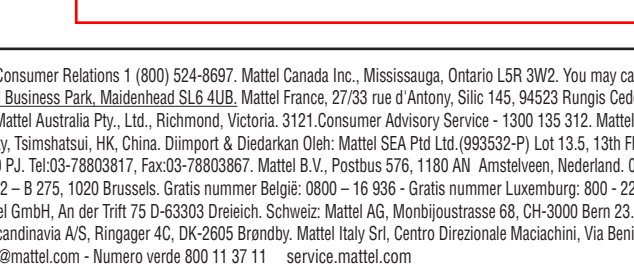 Consumer Relations 1 (800) 524-8697. Mattel Canada Inc., Mississauga, Ontario L5R 3W2. You may ca
Business Park, Maidenhead SL6 4UB. Mattel France, 27/33 rue d'Antony, Silic 145, 94523 Rungis Ced
Mattel Australia Pty., Ltd., Richmond, Victoria. 3121.Consumer Advisory Service - 1300 135 312. Mattel
ty, Tsimshatsui, HK, China. Diimport & Diedarkan Oleh: Mattel SEA Ptd Ltd.(993532-P) Lot 13.5, 13th Fl
PJ. Tel:03-78803817, Fax:03-78803867. Mattel B.V., Postbus 576, 1180 AN Amstelveen, Nederland.
2 – B 275, 1020 Brussels. Gratis nummer België: 0800 – 16 936 - Gratis nummer Luxemburg: 800 - 22
el GmbH, An der Trift 75 D-63303 Dreieich. Schweiz: Mattel AG, Monbijoustrasse 68, CH-3000 Bern 23.
candinavia A/S, Ringager 4C, DK-2605 Brøndby. Mattel Italy Srl, Centro Direzionale Maciachini, Via Beni
@mattel.com - Numero verde 800 11 37 11 service.mattel.com